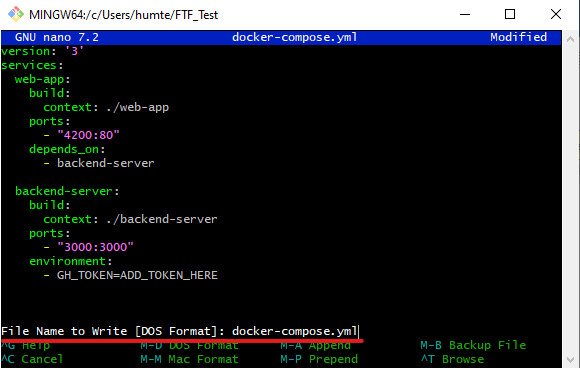 MINGW64:/c/Users/humte/FTF_Test
GNU nano 7.2 docker-compose.yml Modified
version: '3'
services:
  web-app:
    build:
      context: ./web-app
    ports:
      - "4200:80"
    depends_on:
      - backend-server

  backend-server:
    build:
      context: ./backend-server
    ports:
      - "3000:3000"
    environment:
      - GH_TOKEN=ADD_TOKEN_HERE

File Name to Write [DOS Format]: docker-compose.yml
^G Help M-D DOS Format M-A Append M-B Backup File
^C Cancel M-M Mac Format M-P Prepend ^T Browse